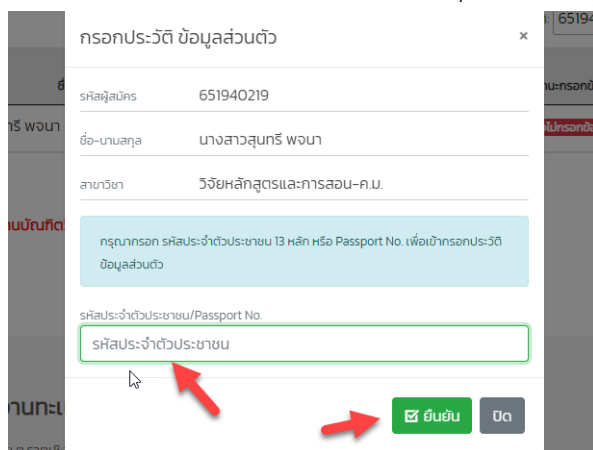 กรอกประวัติ ข้อมูลส่วนตัว ×
: 6519
รหัสผู้สมัคร 651940219
ชื่อ-นามสกุล นางสาวสุนทรี พจนา
รี พจนา
สาขาวิชา วิจัยหลักสูตรและการสอน-ค.ม.
กรุณากรอก รหัสประจำตัวประชาชน 13 หลัก หรือ Passport No. เพื่อเข้ากรอกประวัติ
ข้อมูลส่วนตัว
รหัสประจำตัวประชาชน/Passport No.
รหัสประจำตัวประชาชน
ยืนยัน ปิด